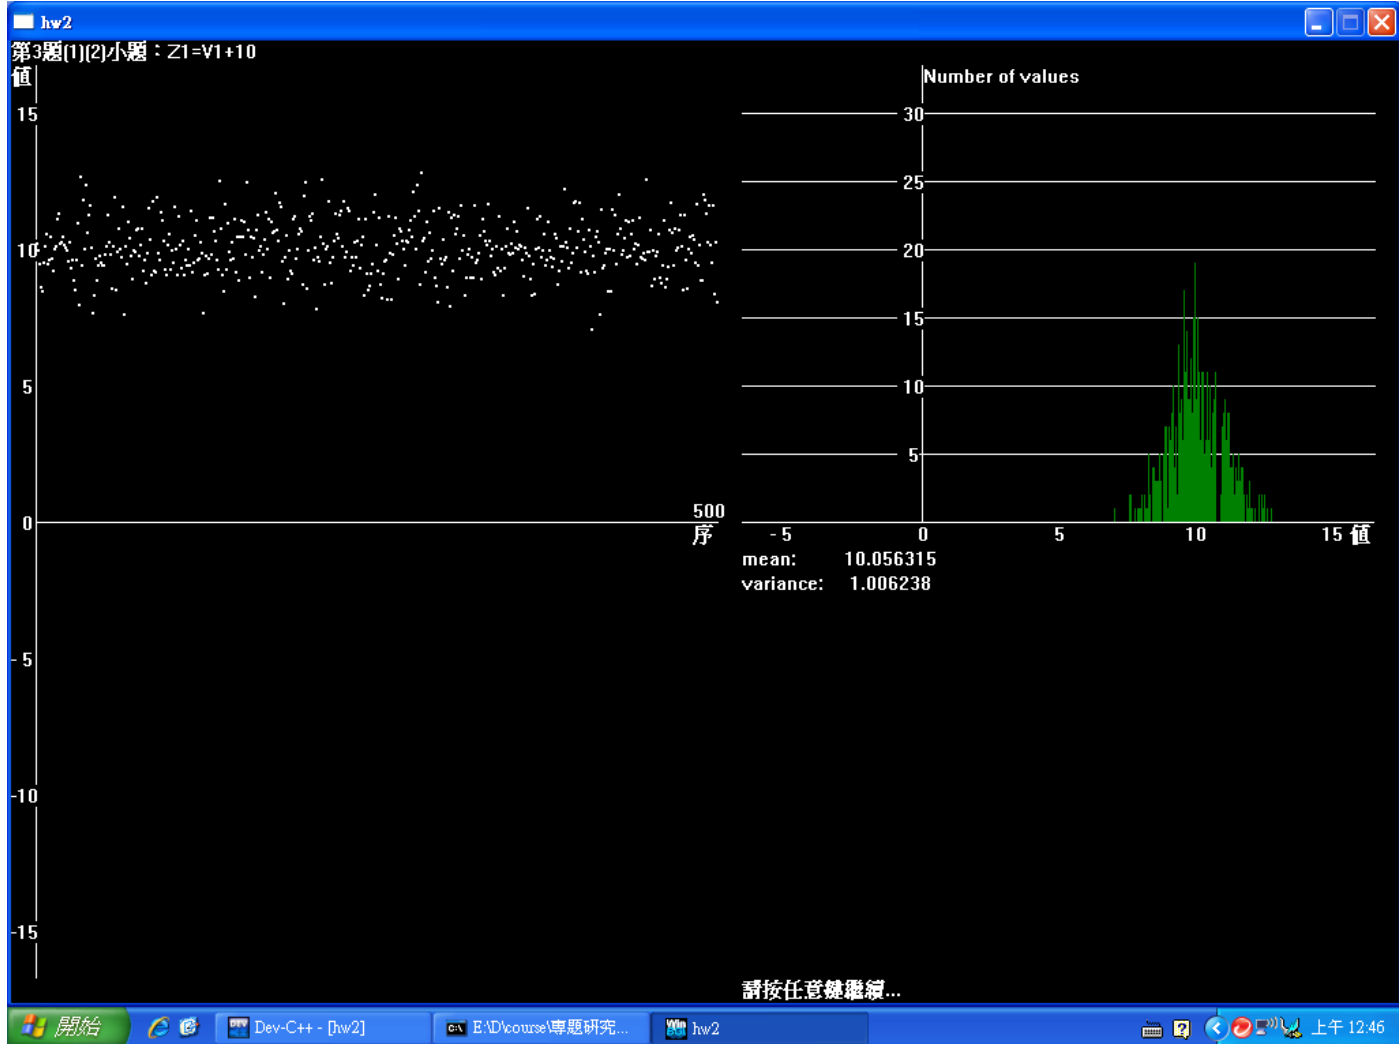 hw2
第3題(1)(2)小題：Z1=V1+10
值
15
10
5
0
- 5
-10
-15
500
序
Number of values
30
25
20
15
10
5
- 5 0 5 10 15 值
mean: 10.056315
variance: 1.006238
請按任意鍵繼續...
開始
Dev-C++ - [hw2]
E:\D\course\專題研究...
hw2
上午 12:46